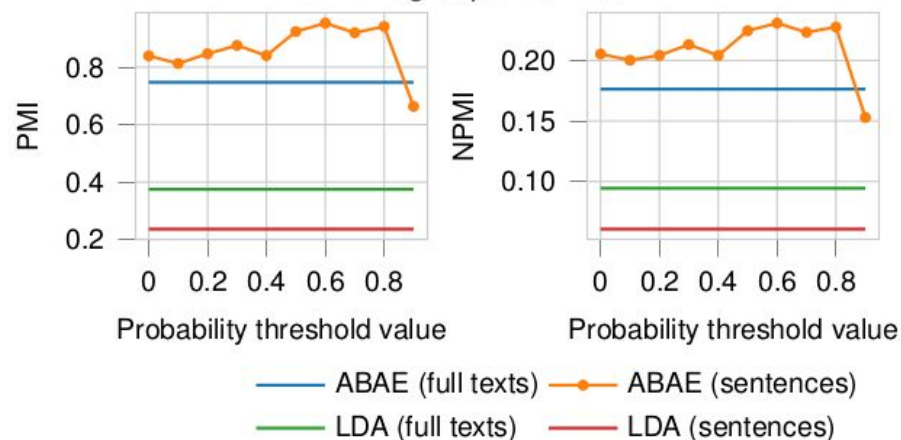 PMI
0.8
0.6
0.4
0.2
0 0.2 0.4 0.6 0.8
Probability threshold value
NPMI
0.20
0.15
0.10
0 0.2 0.4 0.6 0.8
Probability threshold value
ABAE (full texts) ABAE (sentences)
LDA (full texts) LDA (sentences)